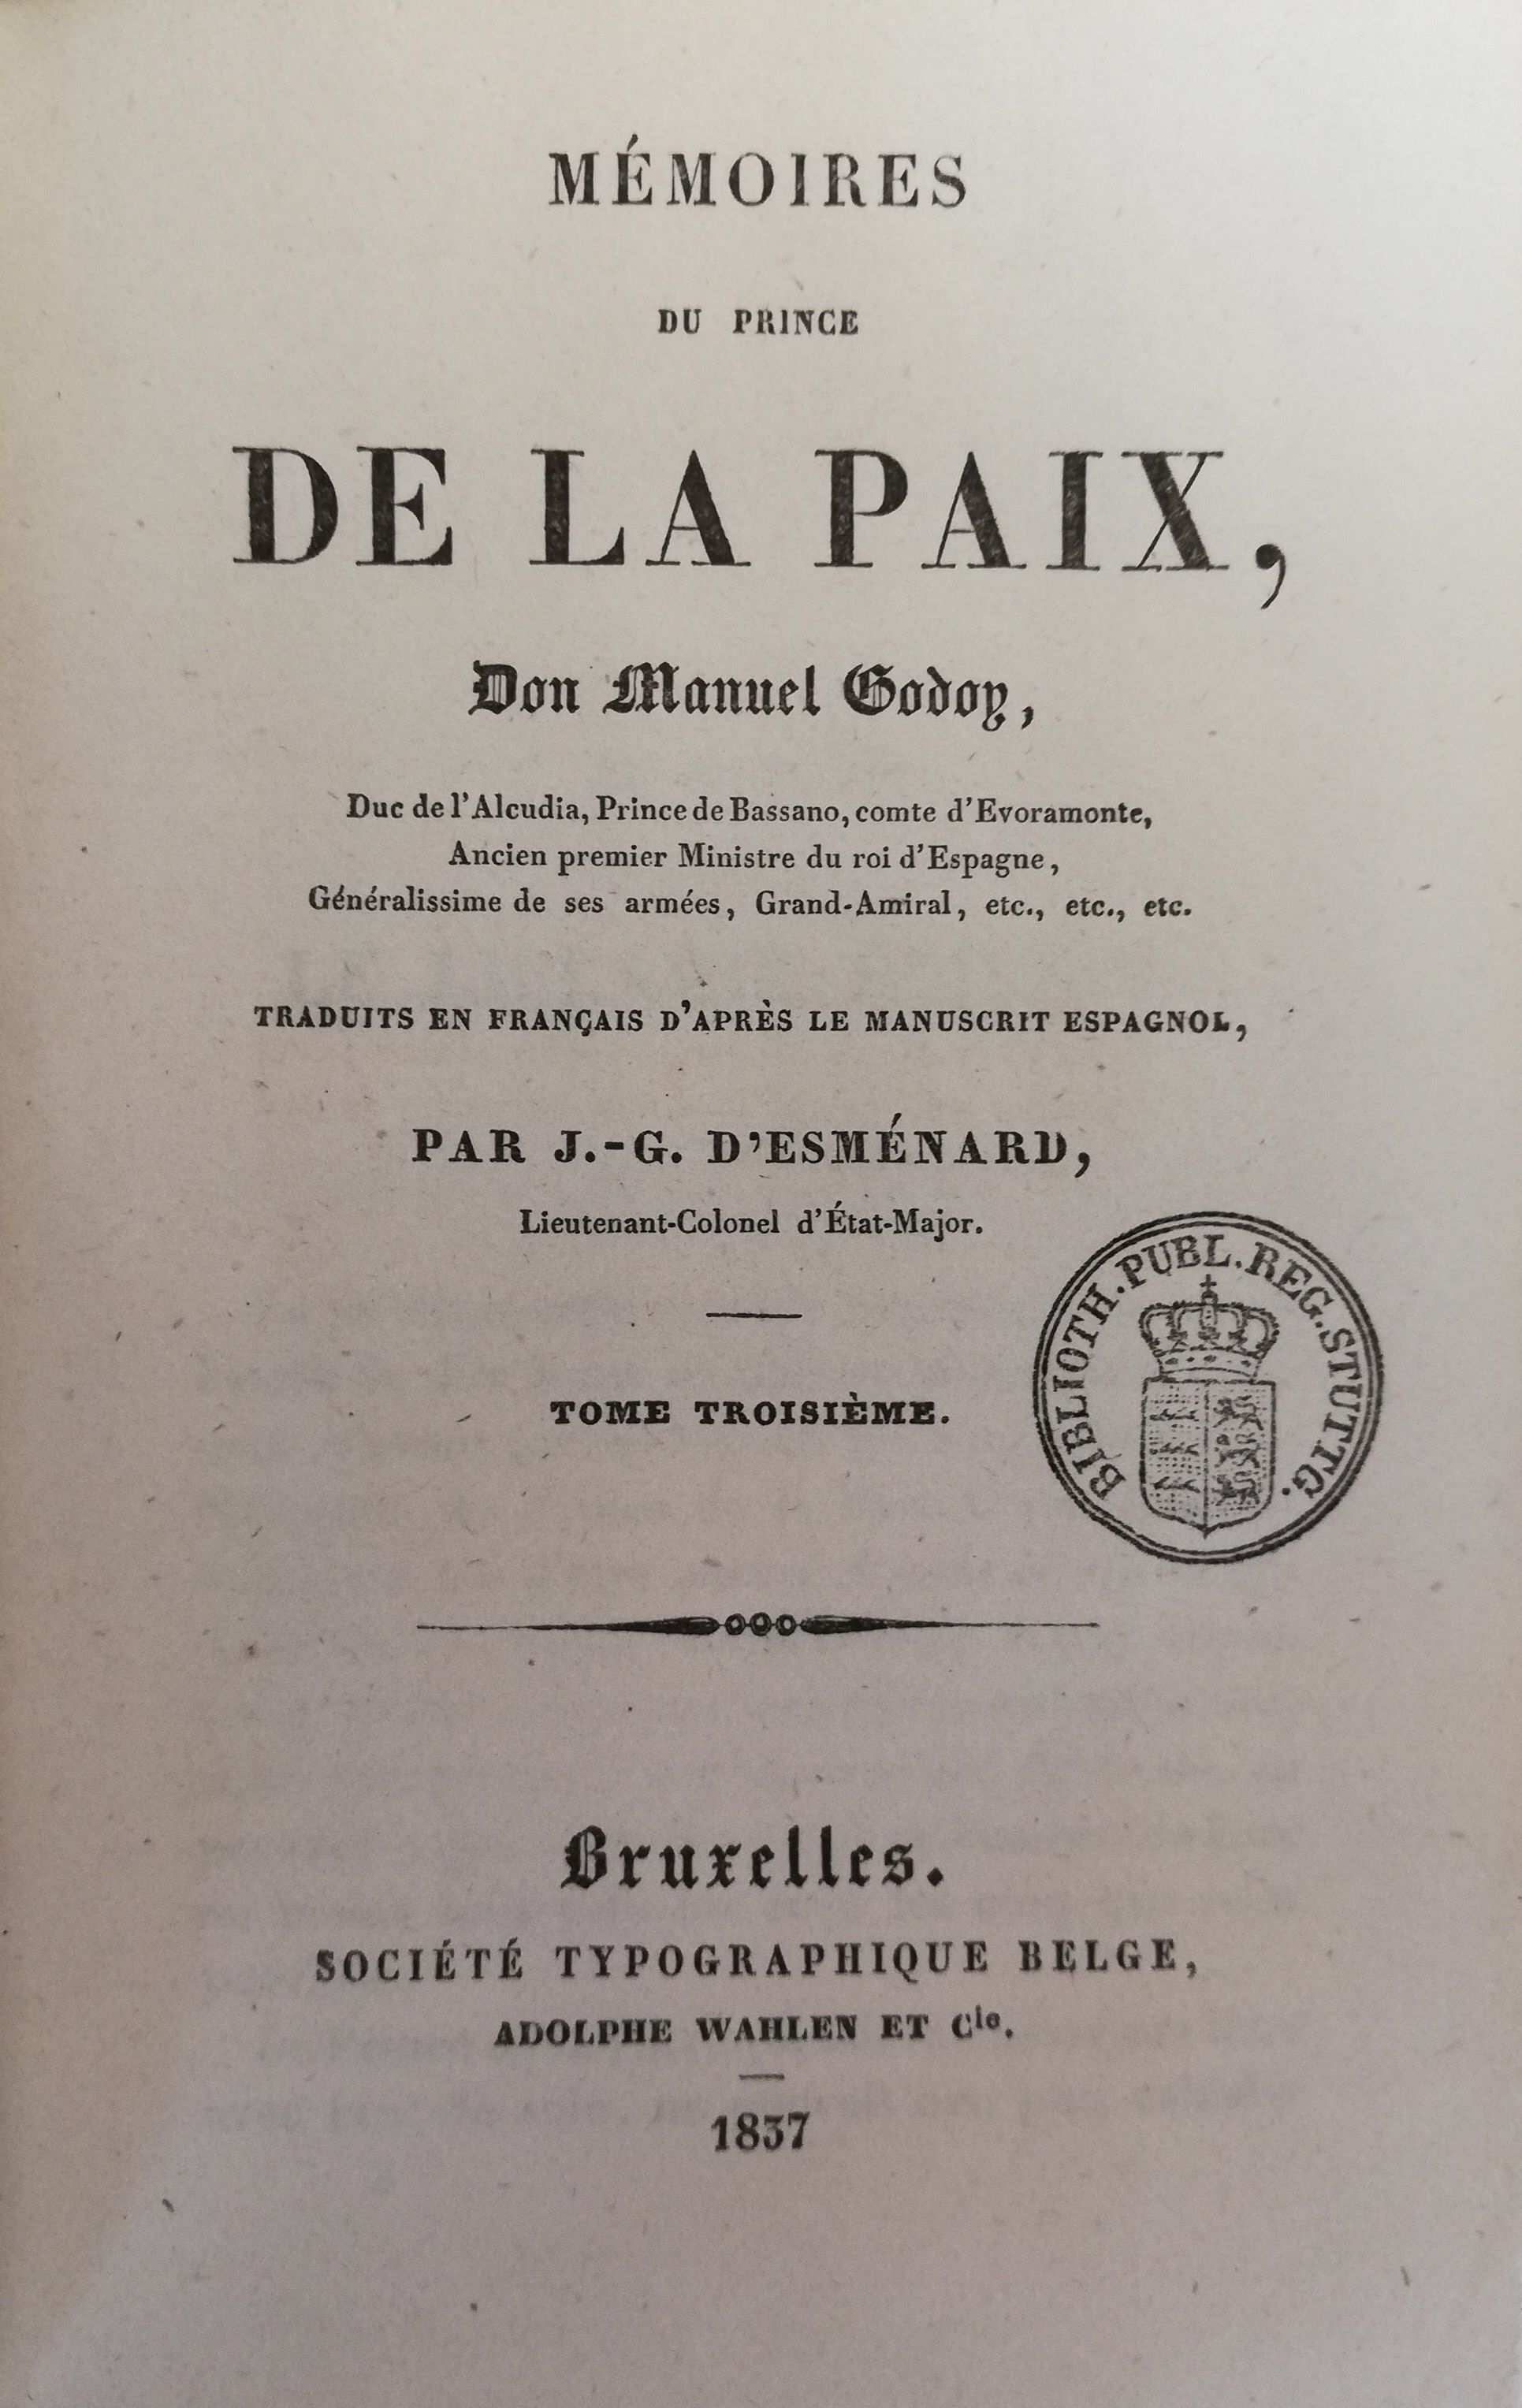 MÉMOIRES
DU PRINCE
DE LA PAIX,
Don Manuel Godoy,
Duc de l'Alcudia, Prince de Bassano, comte d'Evoramonte,
Ancien premier Ministre du roi d'Espagne,
Généralissime de ses armées, Grand-Amiral, etc., etc., etc.
TRADUITS EN FRANÇAIS D'APRÈS LE MANUSCRIT ESPAGNOL,
PAR J.-G. D'ESMÉNARD,
Lieutenant-Colonel d'État-Major.
BIBLIOTH. PUBL. REG. STUTTG.
TOME TROISIÈME.
Bruxelles.
SOCIÉTÉ TYPOGRAPHIQUE BELGE,
ADOLPHE WAHLEN ET Cie.
1837